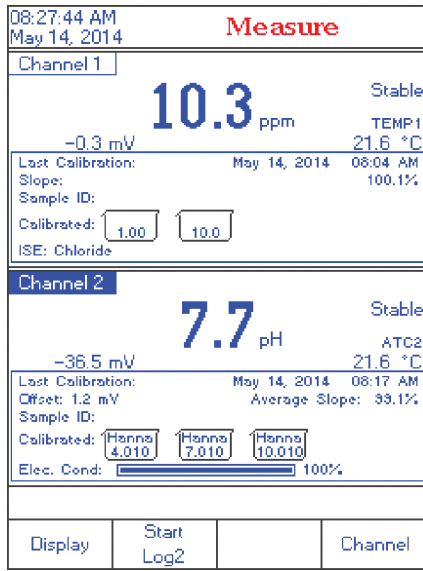 08:27:44 AM
May 14, 2014
Measure
Channel 1
10.3 ppm
Stable
TEMP1
-0.3 mV
21.6 °C
Last Calibration: May 14, 2014 08:04 AM
Slope: 100.1%
Sample ID:
Calibrated: 1.00 10.0
ISE: Chloride
Channel 2
7.7 pH
Stable
ATC2
-36.5 mV
21.6 °C
Last Calibration: May 14, 2014 08:17 AM
Offset: 1.2 mV Average Slope: 99.1%
Sample ID:
Calibrated: Hanna 4.010 Hanna 7.010 Hanna 10.010
Elec. Cond: 100%
Display
Start Log2
Channel